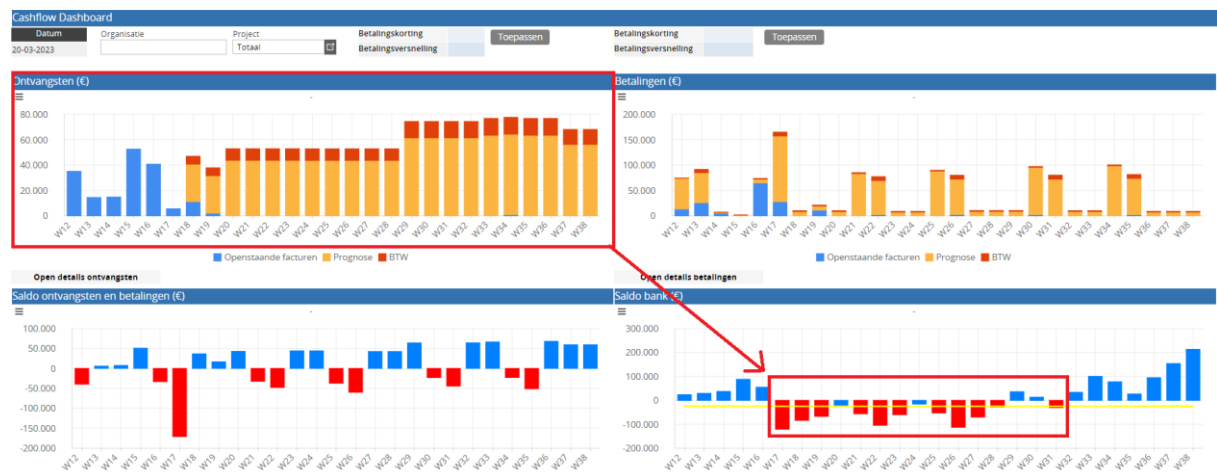 Cashflow Dashboard
Datum Organisatie Project Betalingskorting Toepassen Betalingskorting Toepassen
20-03-2023 Totaal Betalingsversnelling Betalingsversnelling
Ontvangsten (€) Betalingen (€)
- -
80.000 200.000
60.000 150.000
40.000 100.000
20.000 50.000
0 0
W12 W13 W14 W15 W16 W17 W18 W19 W20 W21 W22 W23 W24 W25 W26 W27 W28 W29 W30 W31 W32 W33 W34 W35 W36 W37 W38 W12 W13 W14 W15 W16 W17 W18 W19 W20 W21 W22 W23 W24 W25 W26 W27 W28 W29 W30 W31 W32 W33 W34 W35 W36 W37 W38
Openstaande facturen Prognose BTW Openstaande facturen Prognose BTW
Open details ontvangsten Open details betalingen
Saldo ontvangsten en betalingen (€) Saldo bank (€)
- -
100.000 300.000
50.000 200.000
0 100.000
-50.000 0
-100.000 -100.000
-150.000 -200.000
-200.000
W12 W13 W14 W15 W16 W17 W18 W19 W20 W21 W22 W23 W24 W25 W26 W27 W28 W29 W30 W31 W32 W33 W34 W35 W36 W37 W38 W12 W13 W14 W15 W16 W17 W18 W19 W20 W21 W22 W23 W24 W25 W26 W27 W28 W29 W30 W31 W32 W33 W34 W35 W36 W37 W38